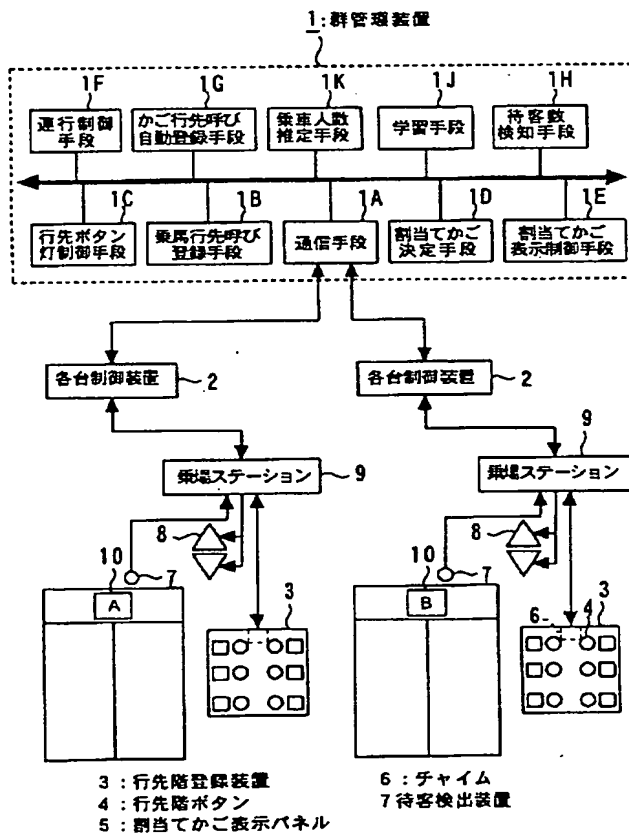 1:群管環装置
1F
1G
1K
1J
1H
運行制御
手段
かご行先呼び
自動登録手段
乗車人数
推定手段
学習手段
待客数
検知手段
1C
1B
1A
1D
1E
行先ボタン
灯制御手段
乗場行先呼び
登録手段
通信手段
割当てかご
決定手段
割当てかご
表示制御手段
各台制御装置
2
各台制御装置
2
乗場ステーション
9
乗場ステーション
9
8
8
10
7
10
7
A
3
B
6
4
3
3:行先階登録装置
4:行先階ボタン
5:割当てかご表示パネル
6:チャイム
7待客検出装置